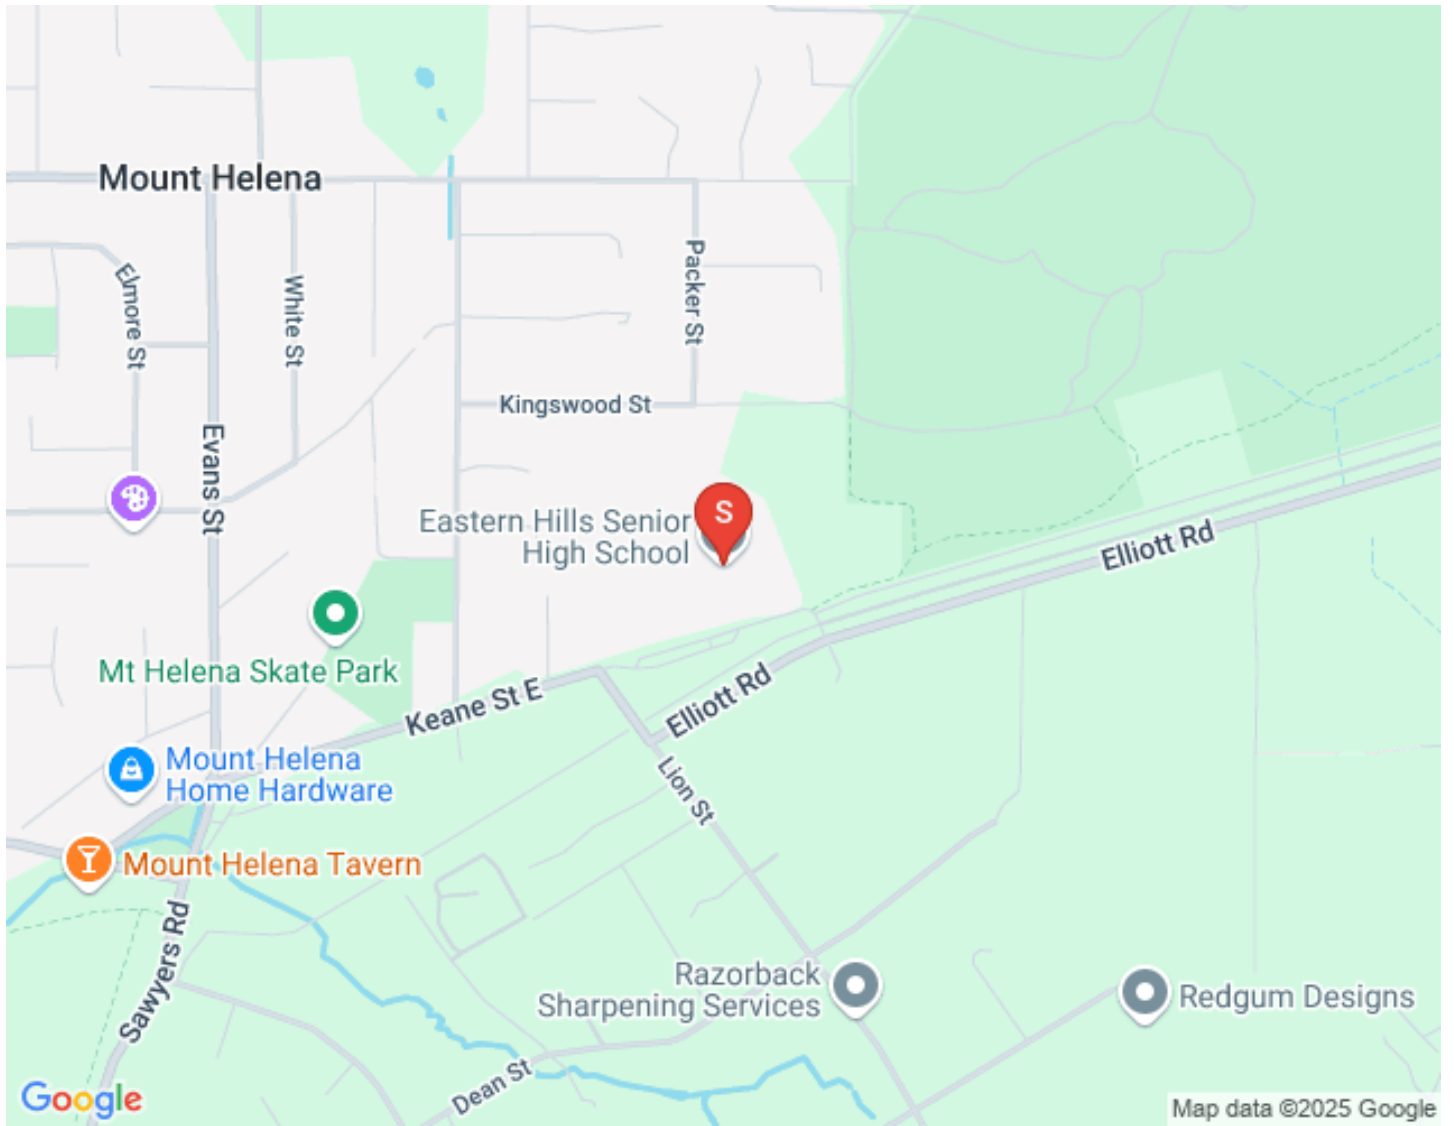 Mount Helena
Elmore St
White St
Packer St
Kingswood St
Evans St
Eastern Hills Senior
High School
S
Elliott Rd
Mt Helena Skate Park
Keane St E
Elliott Rd
Mount Helena
Home Hardware
Lion St
Mount Helena Tavern
Sawyers Rd
Razorback
Sharpening Services
Redgum Designs
Dean St
Google
Map data ©2025 Google